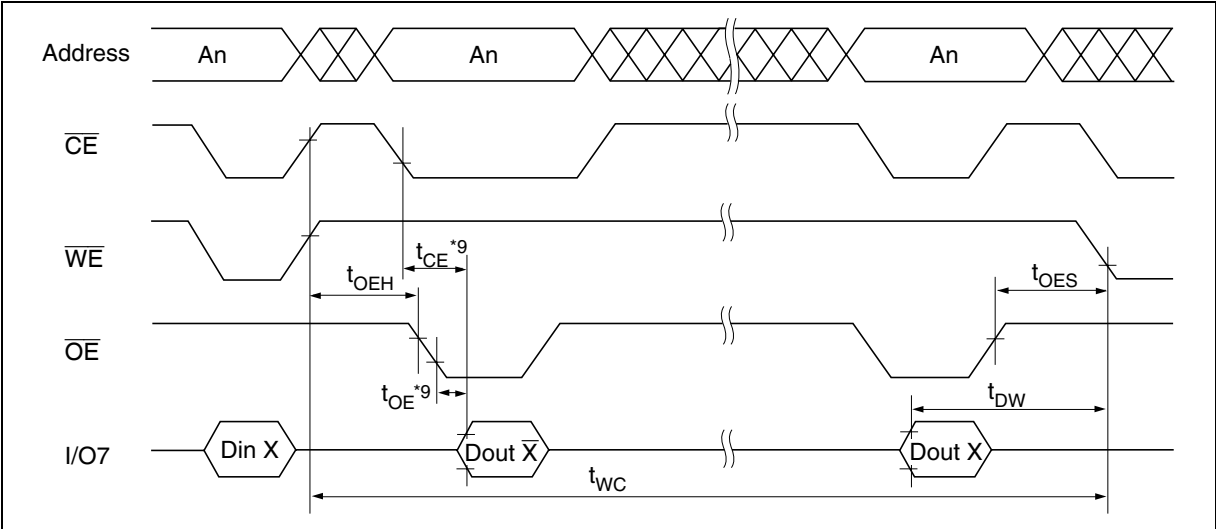 Address An An An
CE
WE
tCE*9
tOEH
tOES
OE
tOE*9
tDW
I/O7 Din X Dout X̅ Dout X
tWC